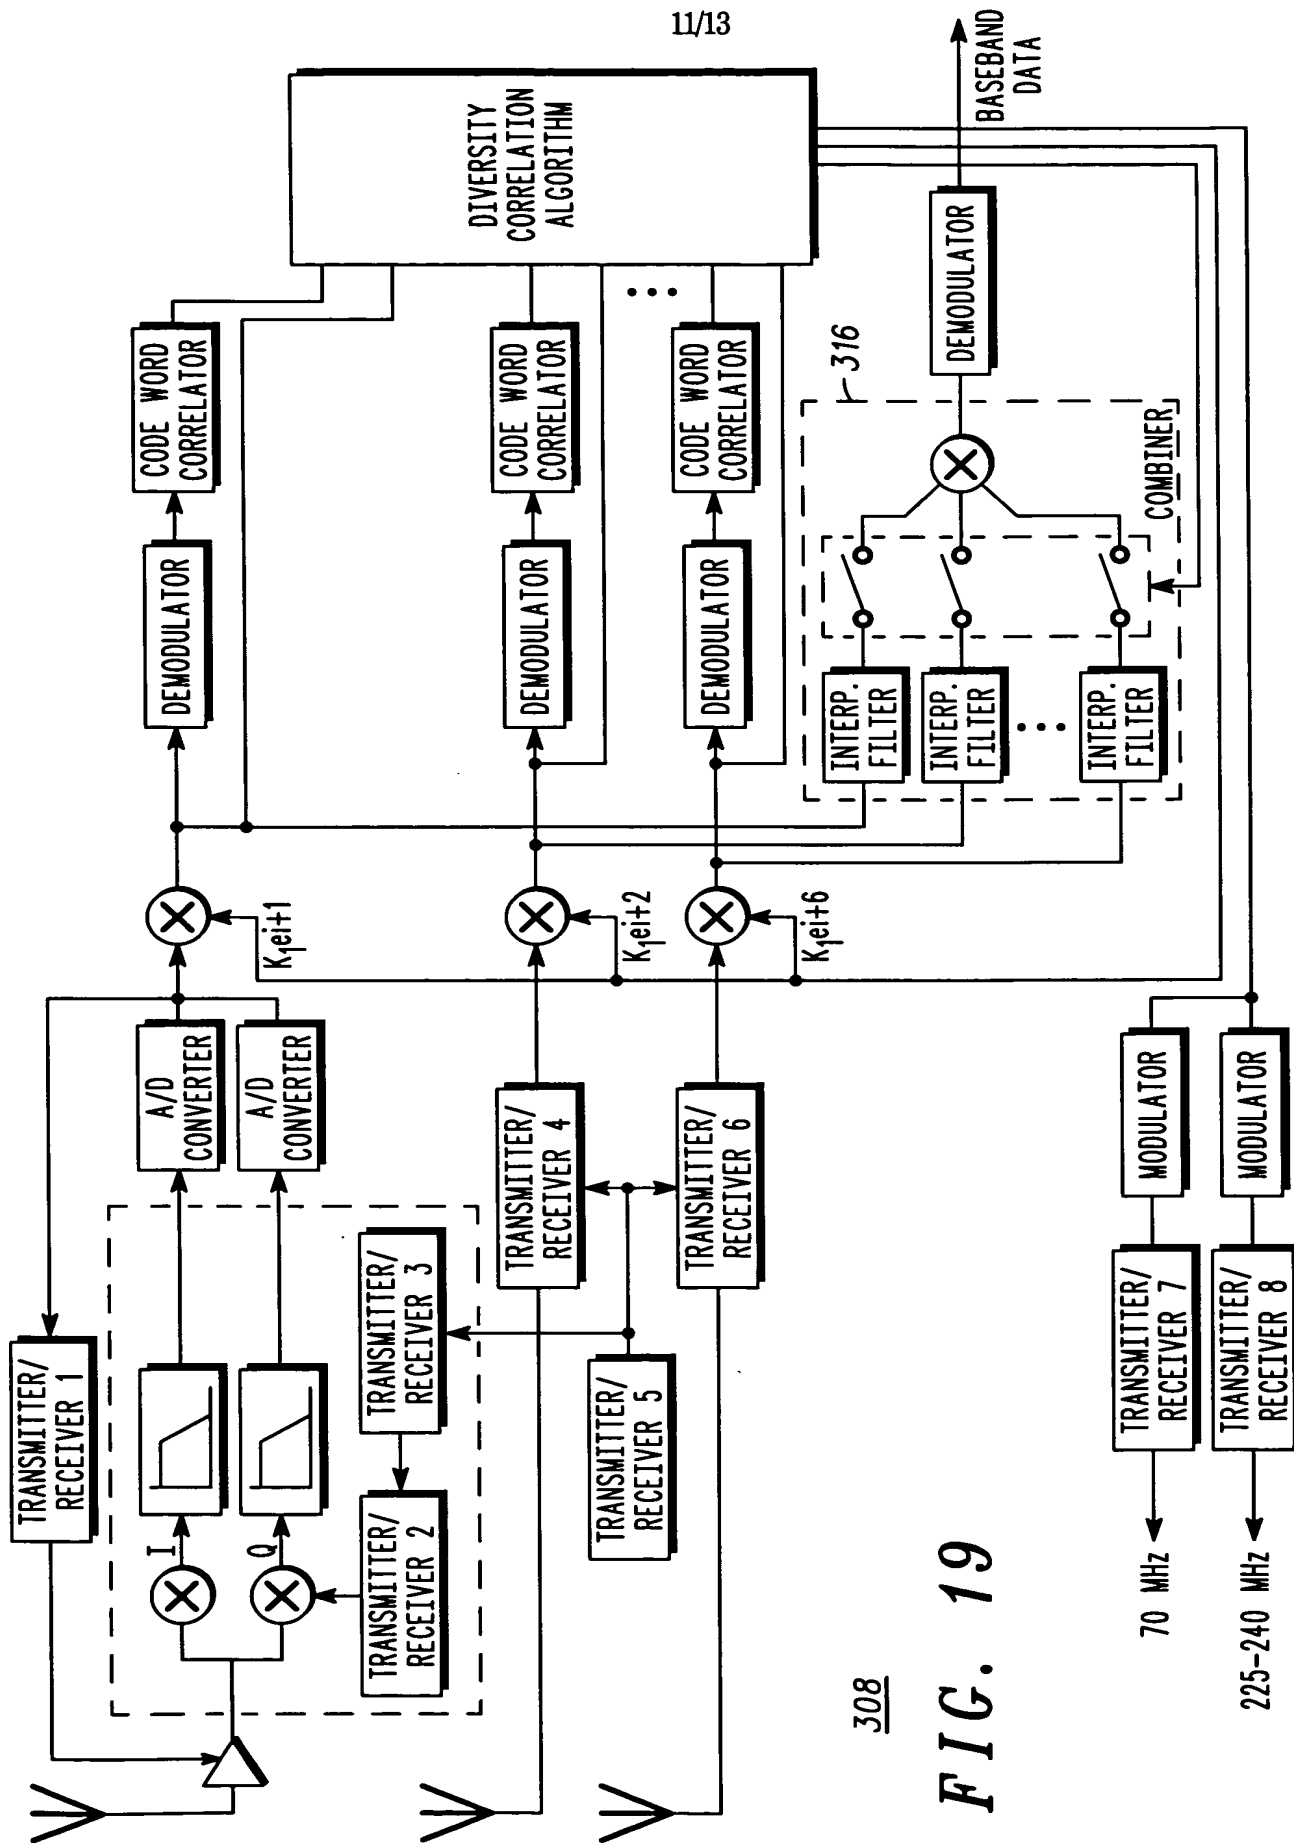 11/13
TRANSMITTER/
RECEIVER 1
I
Q
TRANSMITTER/
RECEIVER 2
TRANSMITTER/
RECEIVER 3
A/D
CONVERTER
A/D
CONVERTER
K1ei+1
DEMODULATOR
CODE WORD
CORRELATOR
DIVERSITY
CORRELATION
ALGORITHM
TRANSMITTER/
RECEIVER 4
K1ei+2
DEMODULATOR
CODE WORD
CORRELATOR
TRANSMITTER/
RECEIVER 5
TRANSMITTER/
RECEIVER 6
K1ei+6
DEMODULATOR
CODE WORD
CORRELATOR
316
INTERP.
FILTER
INTERP.
FILTER
INTERP.
FILTER
COMBINER
DEMODULATOR
BASEBAND
DATA
70 MHz
TRANSMITTER/
RECEIVER 7
MODULATOR
225-240 MHz
TRANSMITTER/
RECEIVER 8
MODULATOR
308
FIG. 19